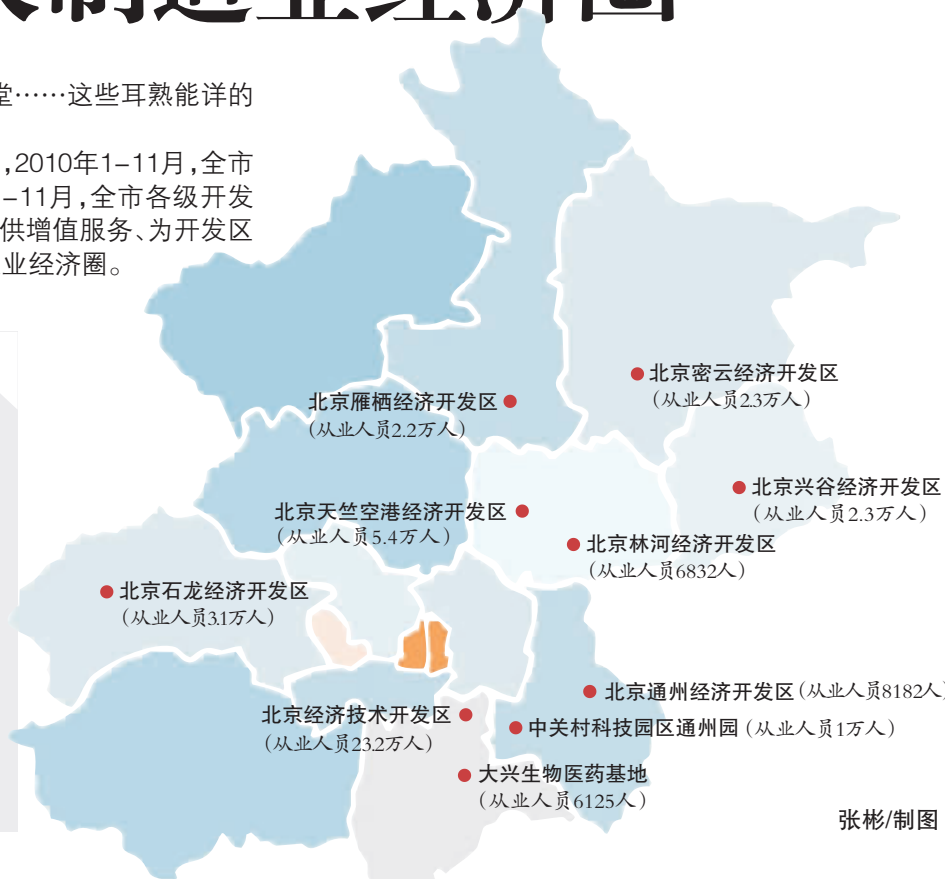 制造业经济圈
堂……这些耳熟能详的
,2010年1-11月,全市
-11月,全市各级开发
供增值服务、为开发区
业经济圈。
北京密云经济开发区
(从业人员2.3万人)
北京雁栖经济开发区
(从业人员2.2万人)
北京兴谷经济开发区
(从业人员2.3万人)
北京天竺空港经济开发区
(从业人员5.4万人)
北京林河经济开发区
(从业人员6832人)
北京石龙经济开发区
(从业人员3.1万人)
北京通州经济开发区(从业人员8182人)
北京经济技术开发区
(从业人员23.2万人)
中关村科技园区通州园(从业人员1万人)
大兴生物医药基地
(从业人员6125人)
张彬/制图